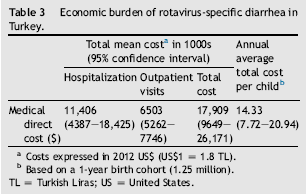 Table 3 Economic burden of rotavirus-specific diarrhea in
Turkey.
Total mean costᵃ in 1000s Annual
(95% confidence interval) average
Hospitalization Outpatient Total total cost
visits cost per childᵇ
Medical 11,406 6503 17,909 14.33
direct (4387–18,425) (5262– (9649– (7.72–20.94)
cost ($) 7746) 26,171)
ᵃ Costs expressed in 2012 US$ (US$1 = 1.8 TL).
ᵇ Based on a 1-year birth cohort (1.25 million).
TL = Turkish Liras; US = United States.